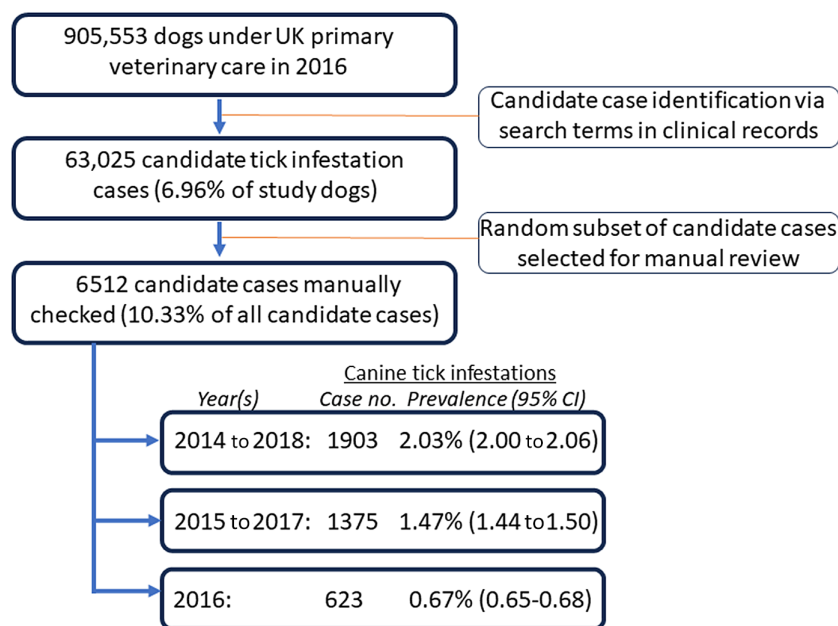 905,553 dogs under UK primary
veterinary care in 2016
Candidate case identification via
search terms in clinical records
63,025 candidate tick infestation
cases (6.96% of study dogs)
Random subset of candidate cases
selected for manual review
6512 candidate cases manually
checked (10.33% of all candidate cases)
Canine tick infestations
Year(s) Case no. Prevalence (95% CI)
2014 to 2018: 1903 2.03% (2.00 to 2.06)
2015 to 2017: 1375 1.47% (1.44 to 1.50)
2016: 623 0.67% (0.65-0.68)